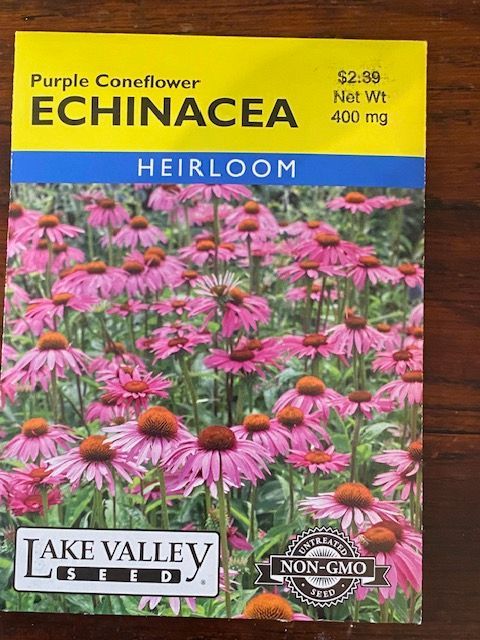 Purple Coneflower
ECHINACEA
$2.39
Net Wt
400 mg
HEIRLOOM
LAKE VALLEY
SEED
®
UNTREATED
NON-GMO
SEED